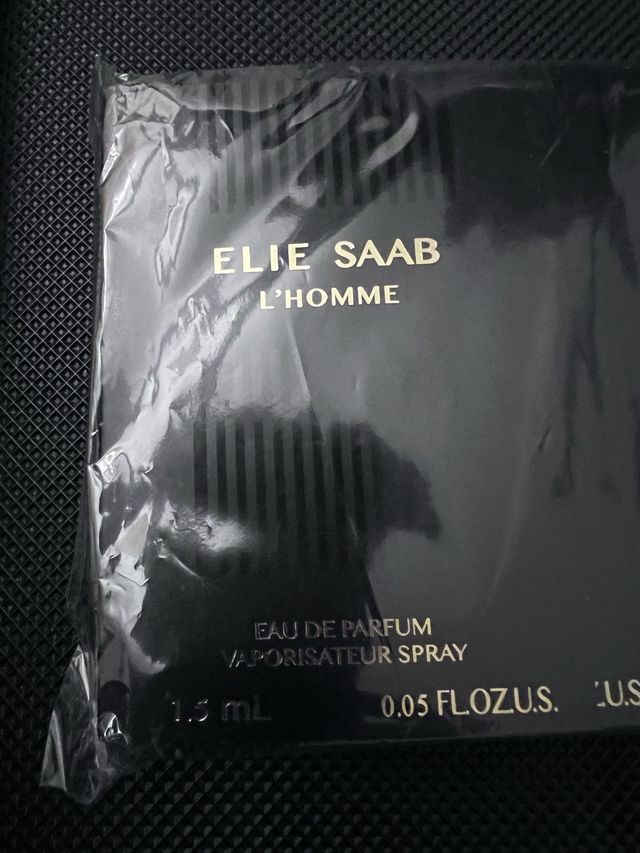 ELIE SAAB
L'HOMME
EAU DE PARFUM
VAPORISATEUR SPRAY
1.5 mL 0.05 FL.OZ.U.S. .U.S